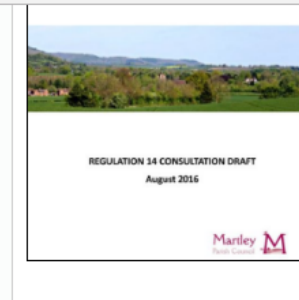 REGULATION 14 CONSULTATION DRAFT
August 2016
Martley M
Parish Council